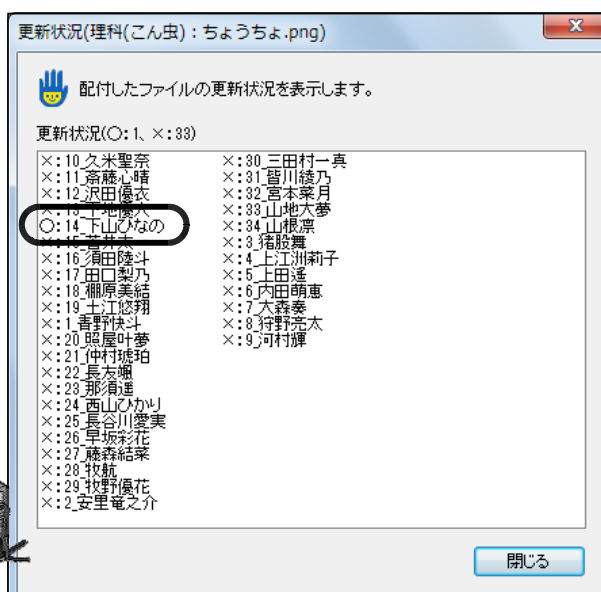 更新状況(理科(こん虫)：ちょうちょ.png)
配付したファイルの更新状況を表示します。
更新状況(○:1、×:33)
×:10_久米聖奈
×:11_斎藤心晴
×:12_沢田優衣
×:13_下地優大
○:14_下山ひなの
×:15_菅井太
×:16_須田陸斗
×:17_田口梨乃
×:18_棚原美結
×:19_土江悠翔
×:1_青野快斗
×:20_照屋叶夢
×:21_仲村琥珀
×:22_長友颯
×:23_那須遥
×:24_西山ひかり
×:25_長谷川愛実
×:26_早坂彩花
×:27_藤森結菜
×:28_牧航
×:29_牧野優花
×:2_安里竜之介
×:30_三田村一真
×:31_皆川綾乃
×:32_宮本菜月
×:33_山地大夢
×:34_山根凛
×:3_猪股舞
×:4_上江洲莉子
×:5_上田遥
×:6_内田萌恵
×:7_大森奏
×:8_狩野亮太
×:9_河村輝
閉じる